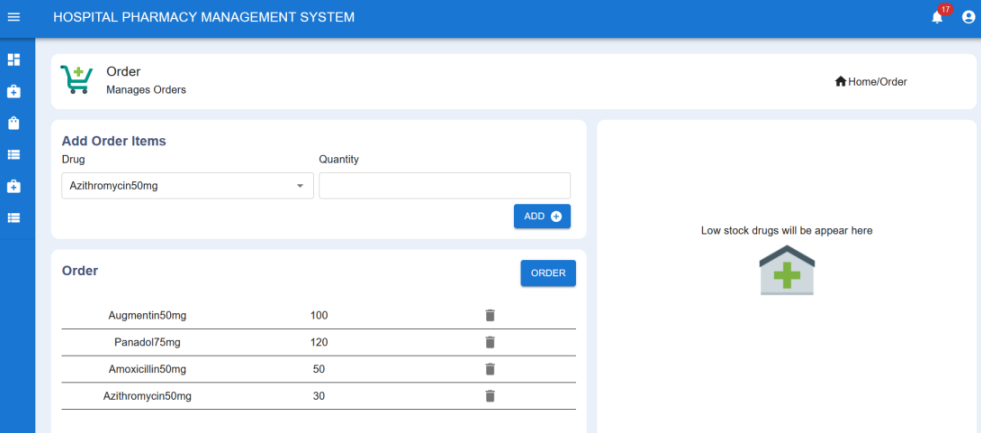 HOSPITAL PHARMACY MANAGEMENT SYSTEM
17
Order
Manages Orders
Home/Order
Add Order Items
Drug
Quantity
Azithromycin50mg
ADD
Low stock drugs will be appear here
Order
ORDER
Augmentin50mg 100
Panadol75mg 120
Amoxicillin50mg 50
Azithromycin50mg 30